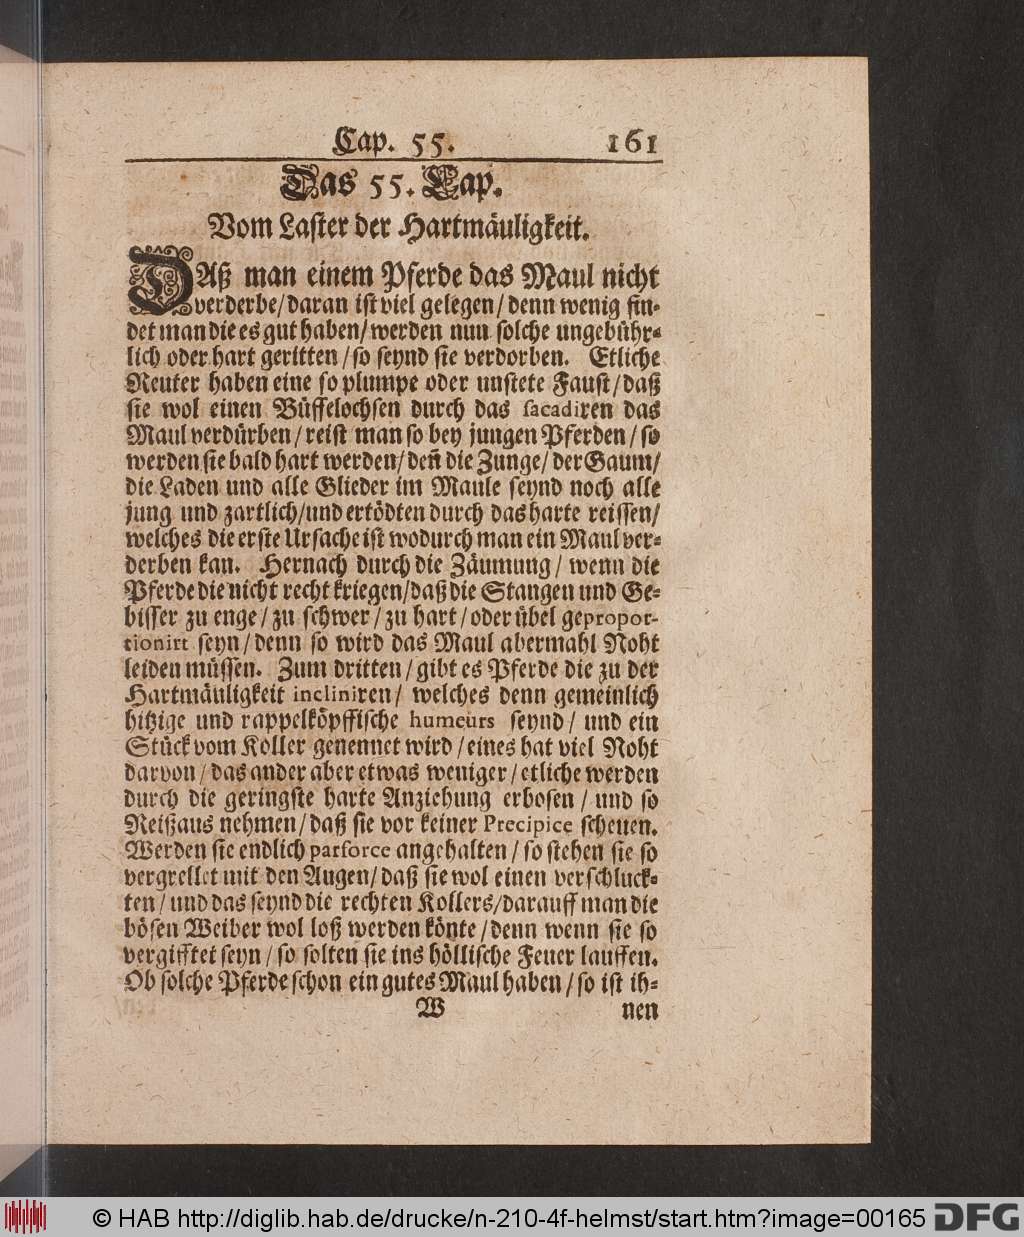 Cap. 55. 161
Das 55. Cap.
Vom Laster der Hartmäuligkeit.
DAß man einem Pferde das Maul nicht
verderbe/daran ist viel gelegen/denn wenig fin-
det man die es gut haben/werden nun solche ungebühr-
lich oder hart geritten/so seynd sie verdorben. Etliche
Reuter haben eine so plumpe oder unstete Faust/daß
sie wol einen Büffelochsen durch das sacadiren das
Maul verdürben/reist man so bey jungen Pferden/so
werden sie bald hart werden/deñ die Zunge/der Gaum/
die Laden und alle Glieder im Maule seynd noch alle
jung und zartlich/und ertödten durch das harte reissen/
welches die erste Ursache ist wodurch man ein Maul ver-
derben kan. Hernach durch die Zäumung/wenn die
Pferde die nicht recht kriegen/daß die Stangen und Ge-
bisser zu enge/zu schwer/zu hart/oder übel gepropor-
tionirt seyn/denn so wird das Maul abermahl Noht
leiden müssen. Zum dritten/gibt es Pferde die zu der
Hartmäuligkeit incliniren/welches denn gemeinlich
hitzige und rappelköpffische humeurs seynd/und ein
Stück vom Koller genennet wird/eines hat viel Noht
darvon/das ander aber etwas weniger/etliche werden
durch die geringste harte Anziehung erbosen/und so
Reißaus nehmen/daß sie vor keiner Precipice scheuen.
Werden sie endlich parforce angehalten/so stehen sie so
vergrellet mit den Augen/daß sie wol einen verschluck-
ten/und das seynd die rechten Kollers/darauff man die
bösen Weiber wol loß werden könte/denn wenn sie so
vergifftet seyn/so solten sie ins höllische Feuer lauffen.
Ob solche Pferde schon ein gutes Maul haben/so ist ih-
W nen
© HAB http://diglib.hab.de/drucke/n-210-4f-helmst/start.htm?image=00165 DFG